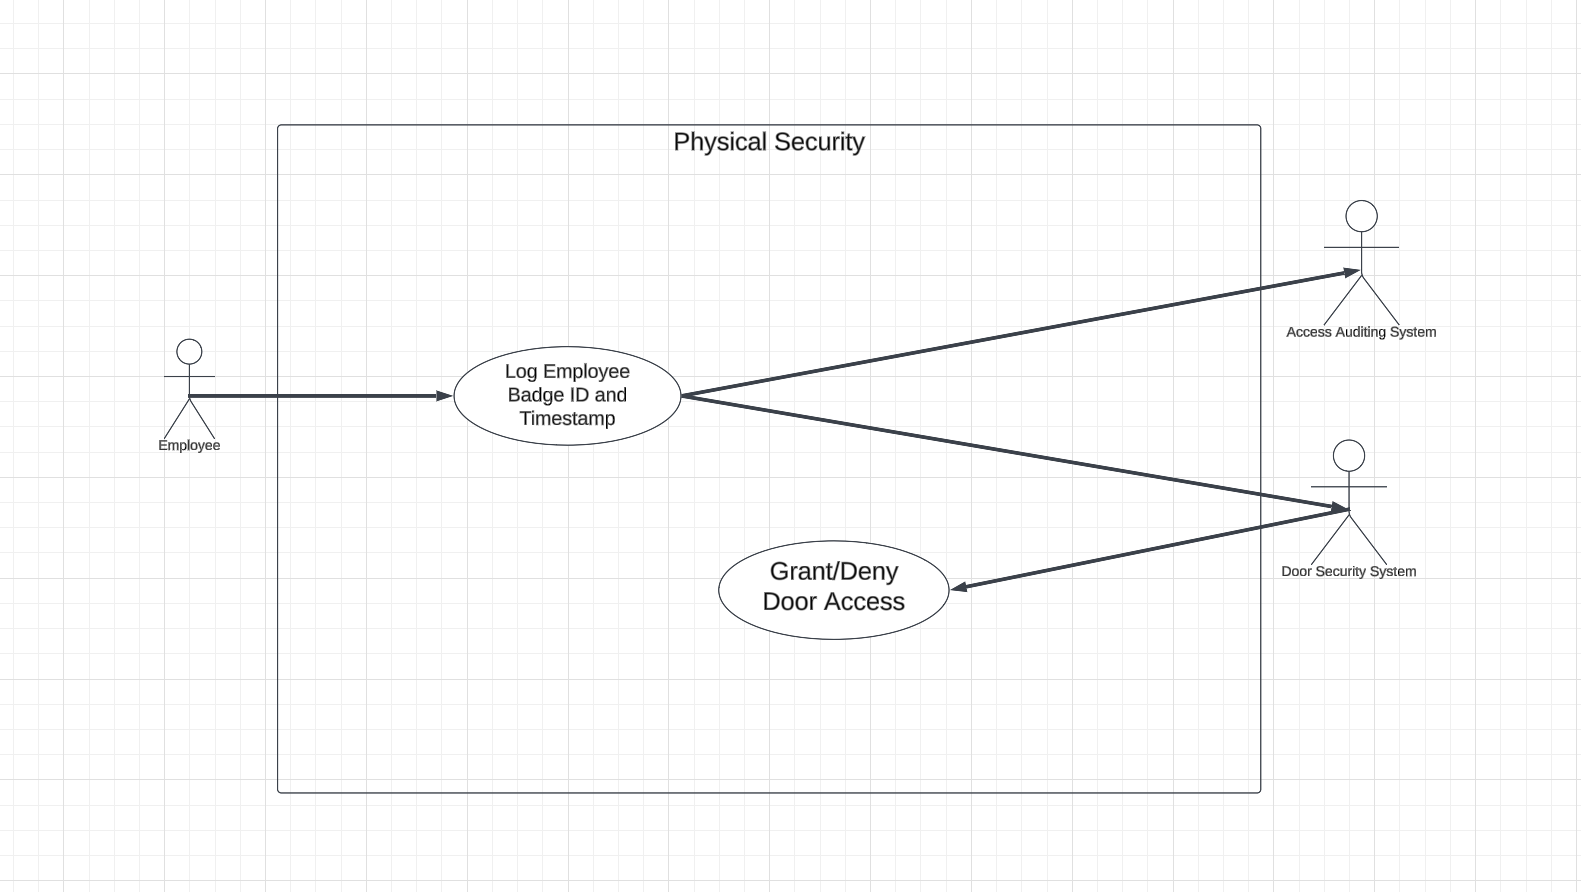 Physical Security
Access Auditing System
Log Employee
Badge ID and
Timestamp
Employee
Grant/Deny
Door Access
Door Security System